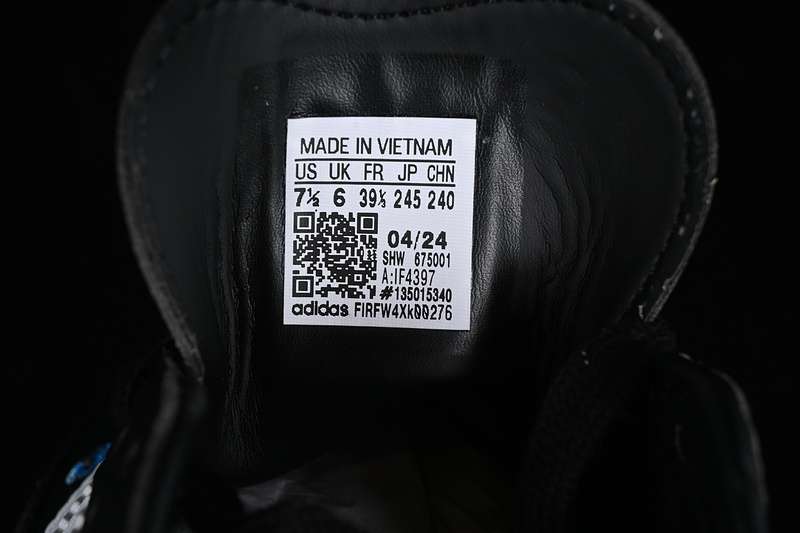 MADE IN VIETNAM
US UK FR JP CHN
7½ 6 39⅓ 245 240
04/24
SHW 675001
A:IF4397
#135015340
adidas FIRFW4Xk00276